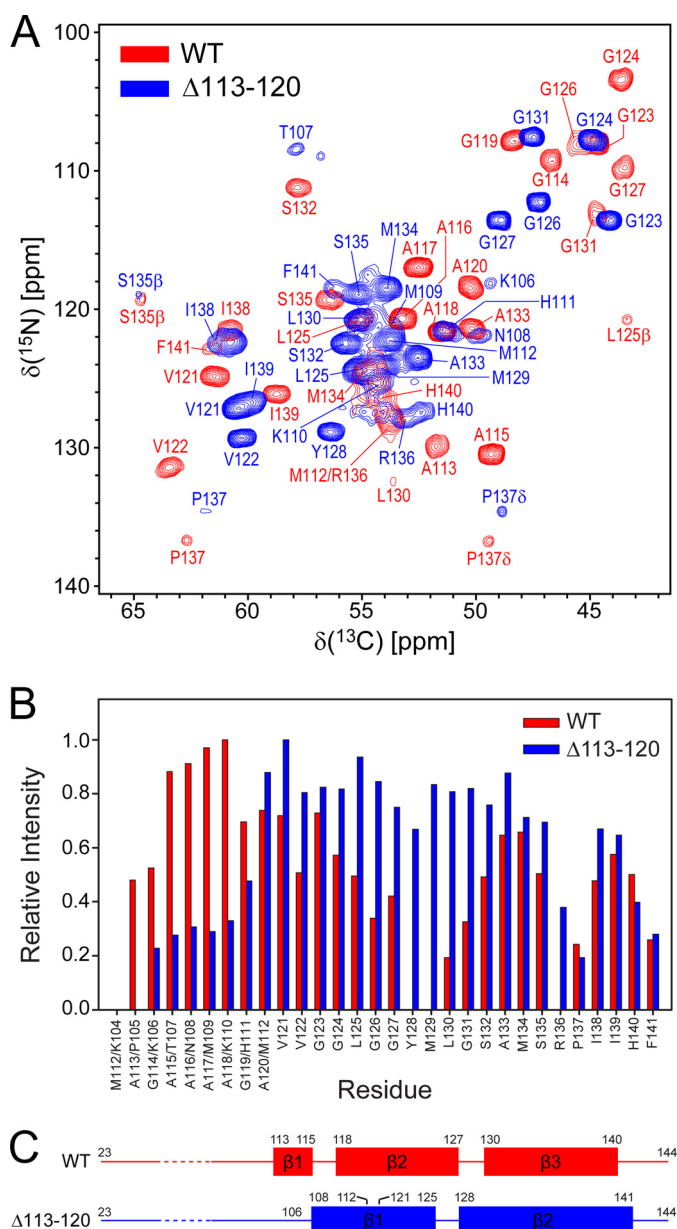 A
WT
Δ113-120
100
110
120
130
140
δ(15N) [ppm]
65
60
55
50
45
δ(13C) [ppm]
G124
G126
G123
G131
G124
T107
G119
G114
G127
S132
G131
G127
G126
G123
A116
M134
S135
A117
A120
F141
K106
S135β
S135β
M109
I138
I138
S135
L130
A118
H111
A133
L125
N108
L125β
F141
S132
M112
A133
V121
I139
L125
M129
M134
H140
V121
I139
K110
H140
V122
V122
Y128
R136
A113
A115
M112/R136
L130
P137
P137δ
P137
P137δ
B
WT
Δ113-120
Relative Intensity
1.0
0.8
0.6
0.4
0.2
0.0
M112/K104
A113/P105
G114/K106
A115/T107
A116/N108
A117/M109
A118/K110
G119/H111
A120/M112
V121
V122
G123
G124
L125
G126
G127
Y128
M129
L130
G131
S132
A133
M134
S135
R136
P137
I138
I139
H140
F141
Residue
C
23 113 115 118 127 130 140 144
WT β1 β2 β3
23 106 108 112 121 125 128 141 144
Δ113-120 β1 β2